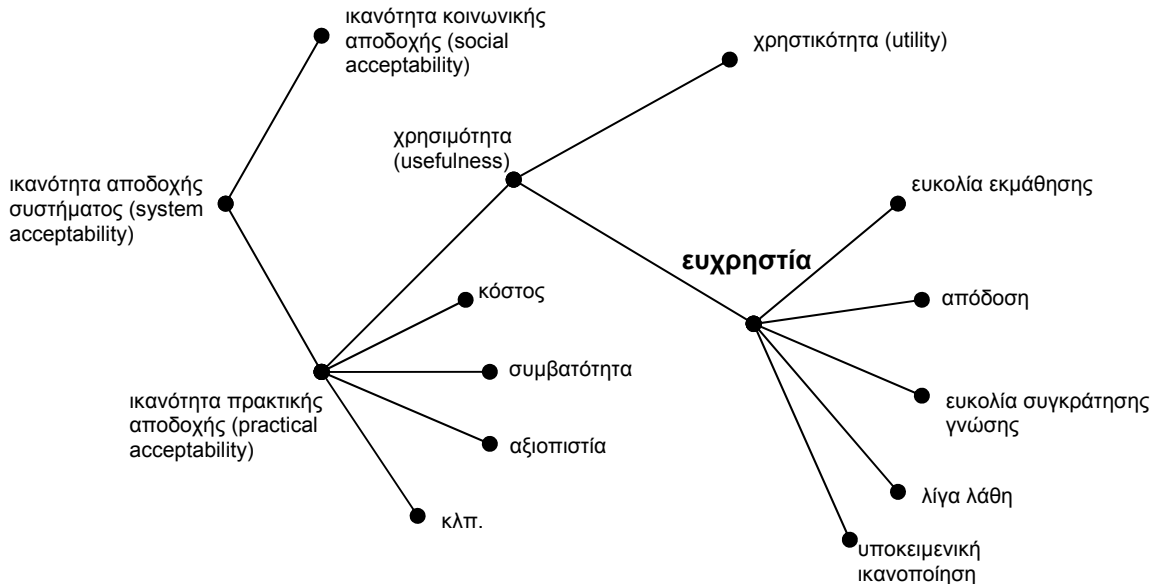 ικανότητα κοινωνικής
αποδοχής (social
acceptability)
χρηστικότητα (utility)
χρησιμότητα
(usefulness)
ικανότητα αποδοχής
συστήματος (system
acceptability)
ευκολία εκμάθησης
ευχρηστία
κόστος
απόδοση
συμβατότητα
ικανότητα πρακτικής
αποδοχής (practical
acceptability)
ευκολία συγκράτησης
γνώσης
αξιοπιστία
λίγα λάθη
κλπ.
υποκειμενική
ικανοποίηση